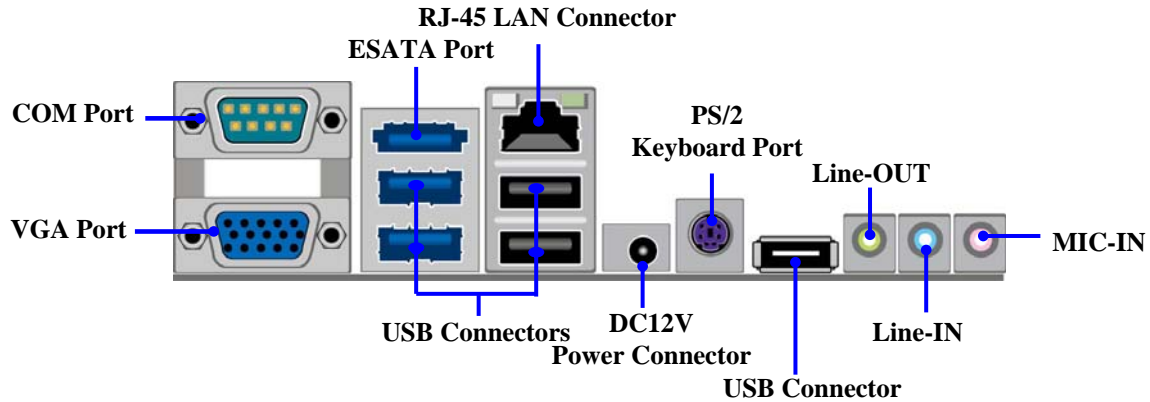 RJ-45 LAN Connector
ESATA Port
COM Port
PS/2
Keyboard Port
Line-OUT
VGA Port
MIC-IN
USB Connectors
DC12V
Power Connector
Line-IN
USB Connector